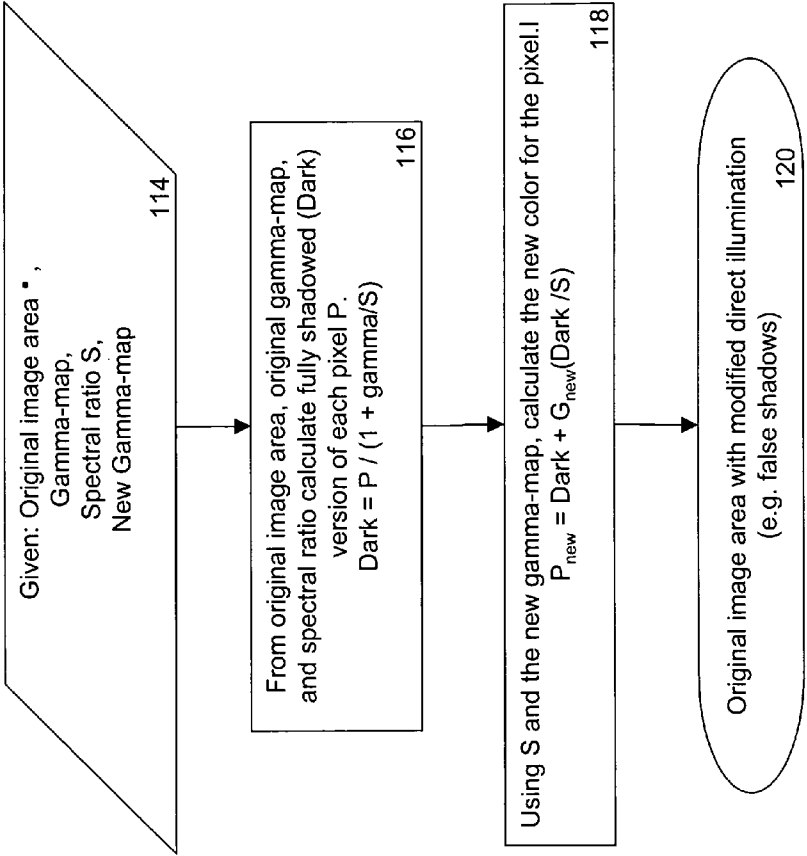 Given: Original image area * ,
Gamma-map,
Spectral ratio S,
New Gamma-map
114
From original image area, original gamma-map,
and spectral ratio calculate fully shadowed (Dark)
version of each pixel P.
Dark = P / (1 + gamma/S)
116
Using S and the new gamma-map, calculate the new color for the pixel.I
Pnew = Dark + Gnew(Dark /S)
118
Original image area with modified direct illumination
(e.g. false shadows)
120